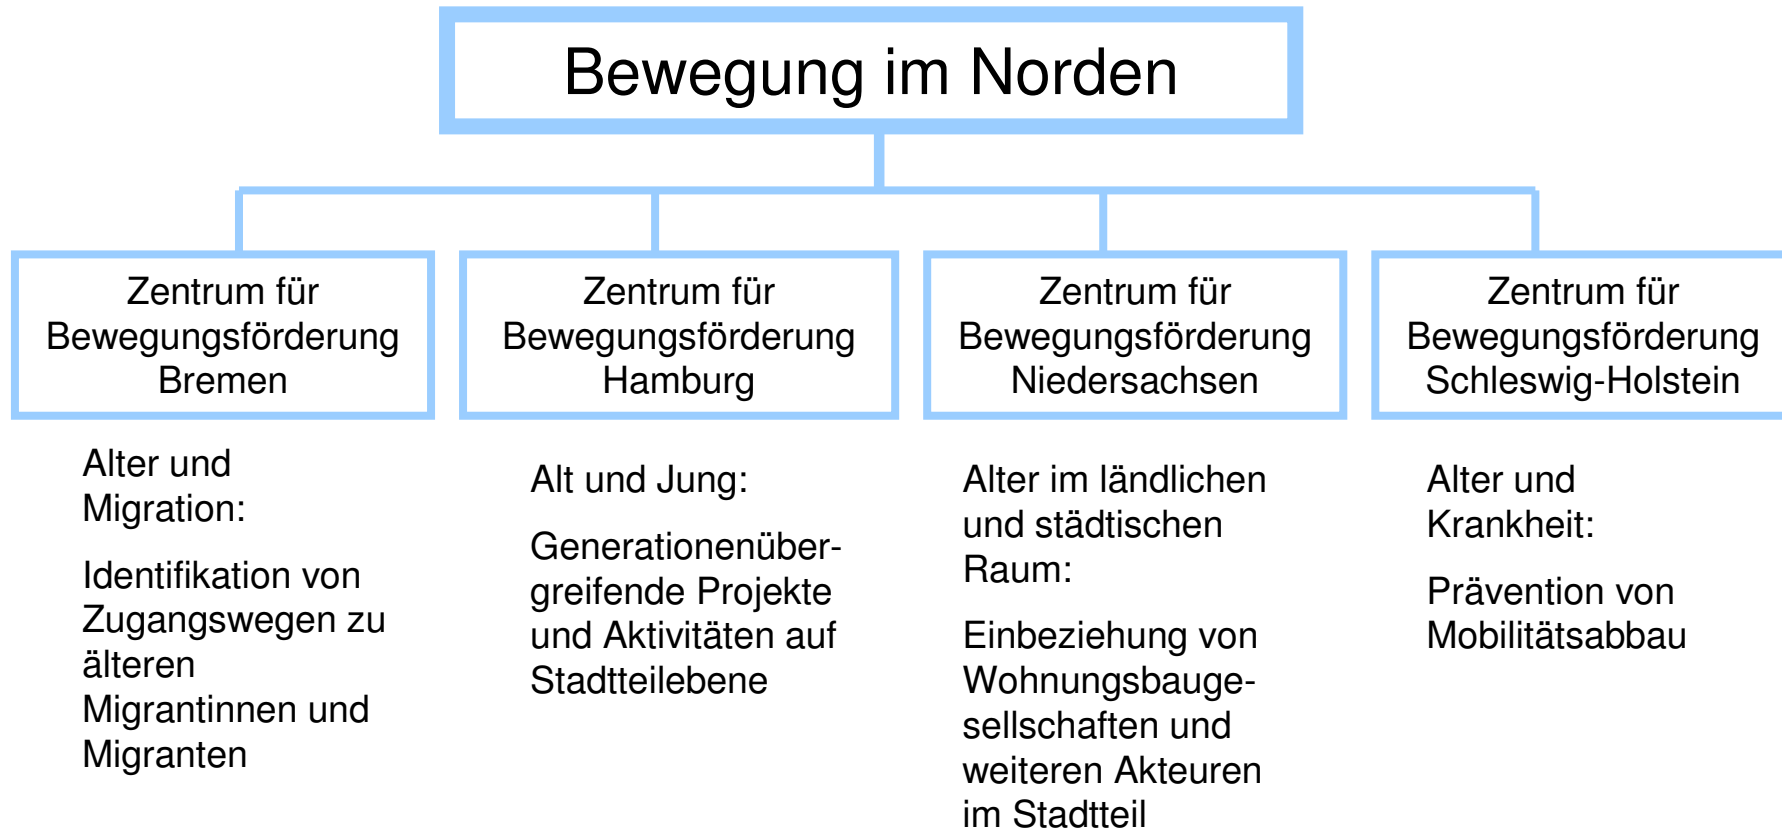 Bewegung im Norden
Zentrum für
Bewegungsförderung
Bremen
Zentrum für
Bewegungsförderung
Hamburg
Zentrum für
Bewegungsförderung
Niedersachsen
Zentrum für
Bewegungsförderung
Schleswig-Holstein
Alter und
Migration:
Identifikation von
Zugangswegen zu
älteren
Migrantinnen und
Migranten
Alt und Jung:
Generationenüber-
greifende Projekte
und Aktivitäten auf
Stadtteilebene
Alter im ländlichen
und städtischen
Raum:
Einbeziehung von
Wohnungsbauge-
sellschaften und
weiteren Akteuren
im Stadtteil
Alter und
Krankheit:
Prävention von
Mobilitätsabbau